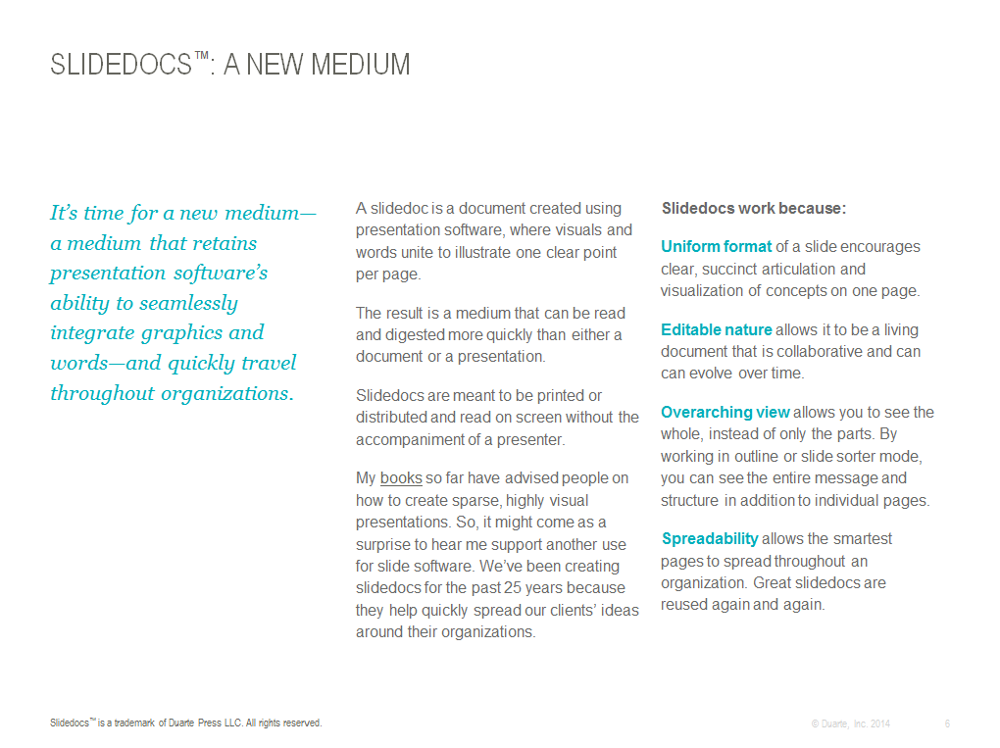 SLIDEDOCS™: A NEW MEDIUM
It’s time for a new medium—
a medium that retains
presentation software’s
ability to seamlessly
integrate graphics and
words—and quickly travel
throughout organizations.
A slidedoc is a document created using
presentation software, where visuals and
words unite to illustrate one clear point
per page.
The result is a medium that can be read
and digested more quickly than either a
document or a presentation.
Slidedocs are meant to be printed or
distributed and read on screen without the
accompaniment of a presenter.
My books so far have advised people on
how to create sparse, highly visual
presentations. So, it might come as a
surprise to hear me support another use
for slide software. We’ve been creating
slidedocs for the past 25 years because
they help quickly spread our clients’ ideas
around their organizations.
Slidedocs work because:
Uniform format of a slide encourages
clear, succinct articulation and
visualization of concepts on one page.
Editable nature allows it to be a living
document that is collaborative and can
can evolve over time.
Overarching view allows you to see the
whole, instead of only the parts. By
working in outline or slide sorter mode,
you can see the entire message and
structure in addition to individual pages.
Spreadability allows the smartest
pages to spread throughout an
organization. Great slidedocs are
reused again and again.
Slidedocs™ is a trademark of Duarte Press LLC. All rights reserved.
© Duarte, Inc. 2014
6